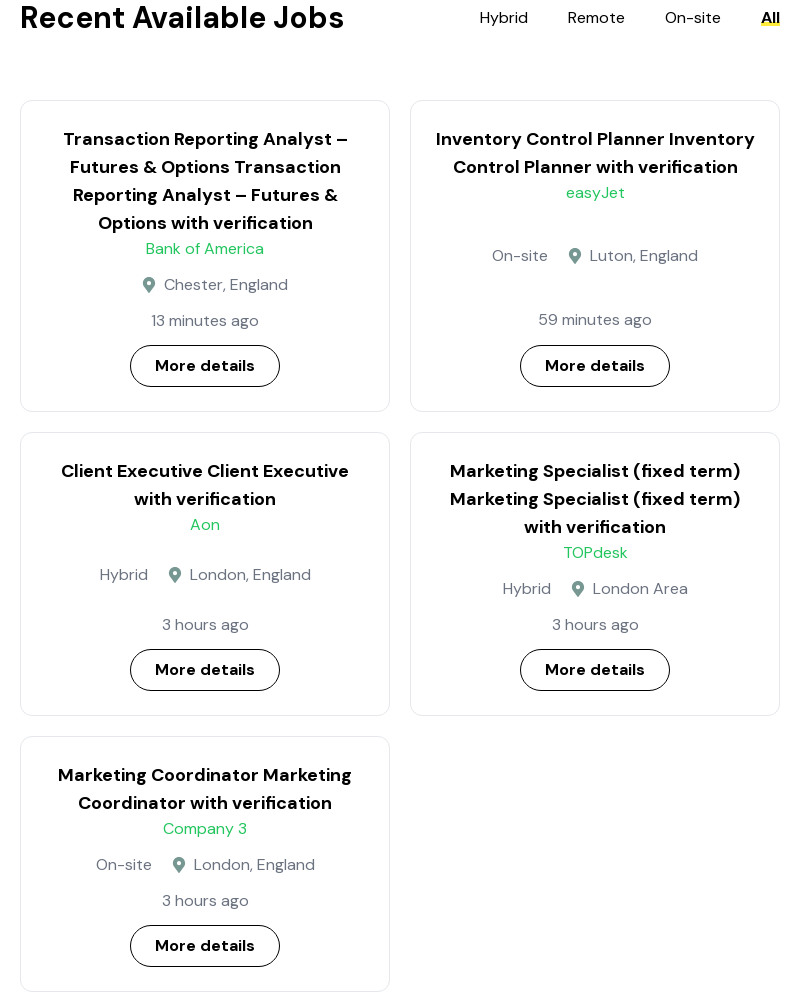 Recent Available Jobs
Hybrid
Remote
On-site
All
Transaction Reporting Analyst –
Futures & Options Transaction
Reporting Analyst – Futures &
Options with verification
Bank of America
Chester, England
13 minutes ago
More details
Inventory Control Planner Inventory
Control Planner with verification
easyJet
On-site
Luton, England
59 minutes ago
More details
Client Executive Client Executive
with verification
Aon
Hybrid
London, England
3 hours ago
More details
Marketing Specialist (fixed term)
Marketing Specialist (fixed term)
with verification
TOPdesk
Hybrid
London Area
3 hours ago
More details
Marketing Coordinator Marketing
Coordinator with verification
Company 3
On-site
London, England
3 hours ago
More details